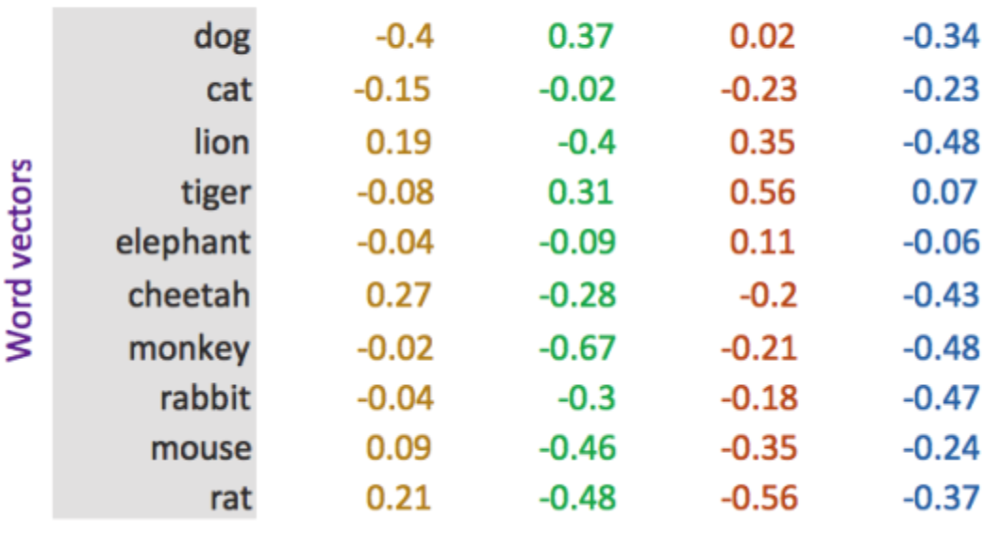 Word vectors
dog -0.4 0.37 0.02 -0.34
cat -0.15 -0.02 -0.23 -0.23
lion 0.19 -0.4 0.35 -0.48
tiger -0.08 0.31 0.56 0.07
elephant -0.04 -0.09 0.11 -0.06
cheetah 0.27 -0.28 -0.2 -0.43
monkey -0.02 -0.67 -0.21 -0.48
rabbit -0.04 -0.3 -0.18 -0.47
mouse 0.09 -0.46 -0.35 -0.24
rat 0.21 -0.48 -0.56 -0.37